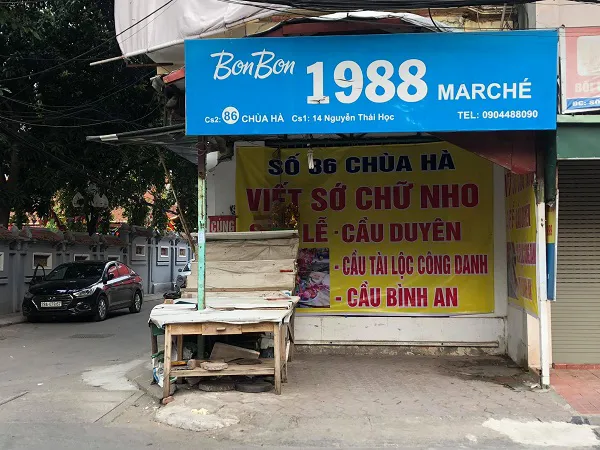 BonBon 1988 MARCHÉ
Cs2: 86 CHÙA HÀ Cs1: 14 Nguyễn Thái Học TEL: 0904488090
SỐ 86 CHÙA HÀ
VIẾT SỚ CHỮ NHO
CÚNG LỄ - CẦU DUYÊN
- CẦU TÀI LỘC CÔNG DANH
- CẦU BÌNH AN